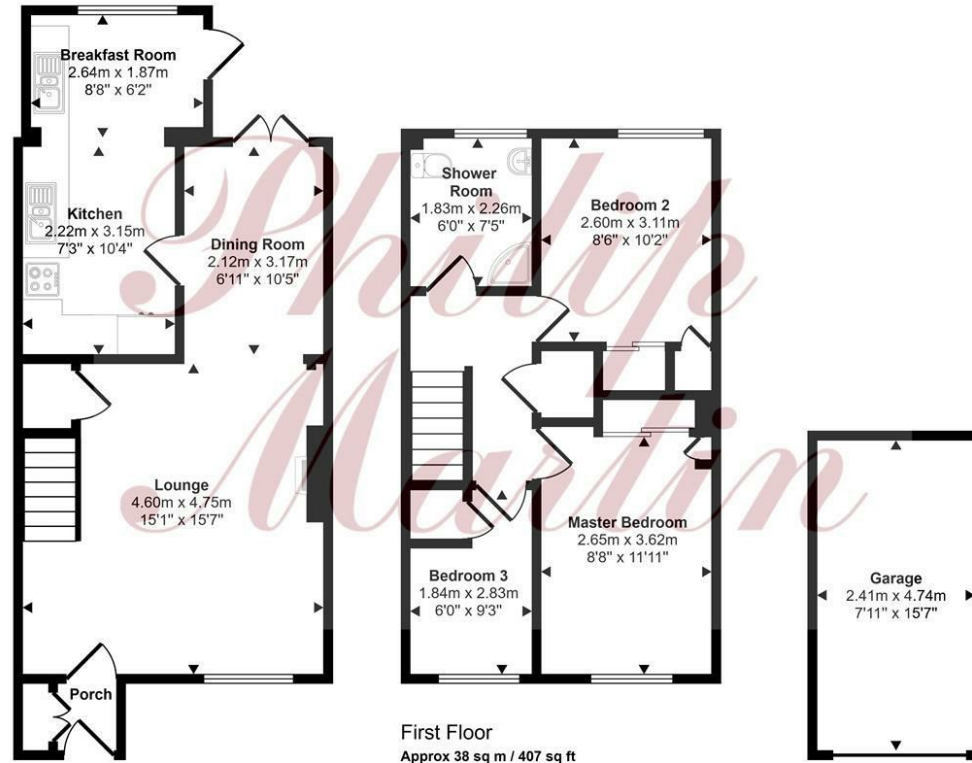 Breakfast Room
2.64m x 1.87m
8'8" x 6'2"
Kitchen
2.22m x 3.15m
7'3" x 10'4"
Dining Room
2.12m x 3.17m
6'11" x 10'5"
Lounge
4.60m x 4.75m
15'1" x 15'7"
Porch
Shower
Room
1.83m x 2.26m
6'0" x 7'5"
Bedroom 2
2.60m x 3.11m
8'6" x 10'2"
Master Bedroom
2.65m x 3.62m
8'8" x 11'11"
Bedroom 3
1.84m x 2.83m
6'0" x 9'3"
Garage
2.41m x 4.74m
7'11" x 15'7"
First Floor
Approx 38 sq m / 407 sq ft
Philip
Martin